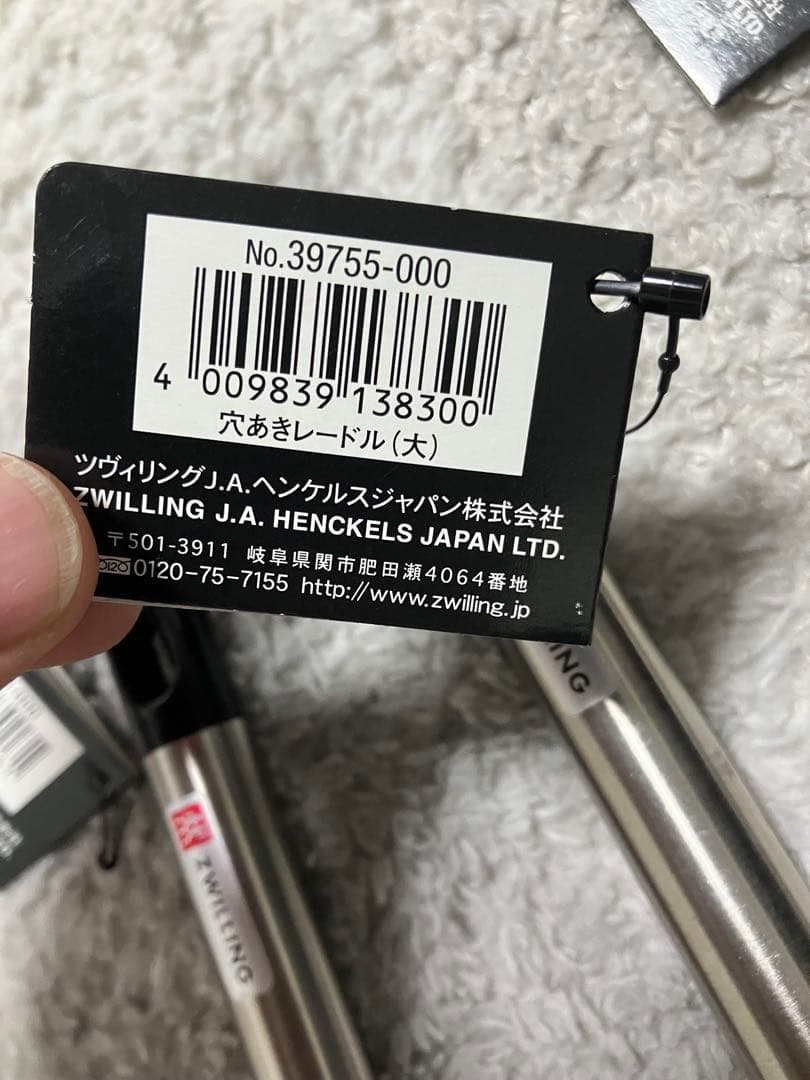 No.39755-000
4 009839 138300
穴あきレードル(大)
ツヴィリングJ.A.ヘンケルスジャパン株式会社
ZWILLING J.A. HENCKELS JAPAN LTD.
〒501-3911 岐阜県関市肥田瀬4064番地
0120-75-7155 http://www.zwilling.jp
ZWILLING